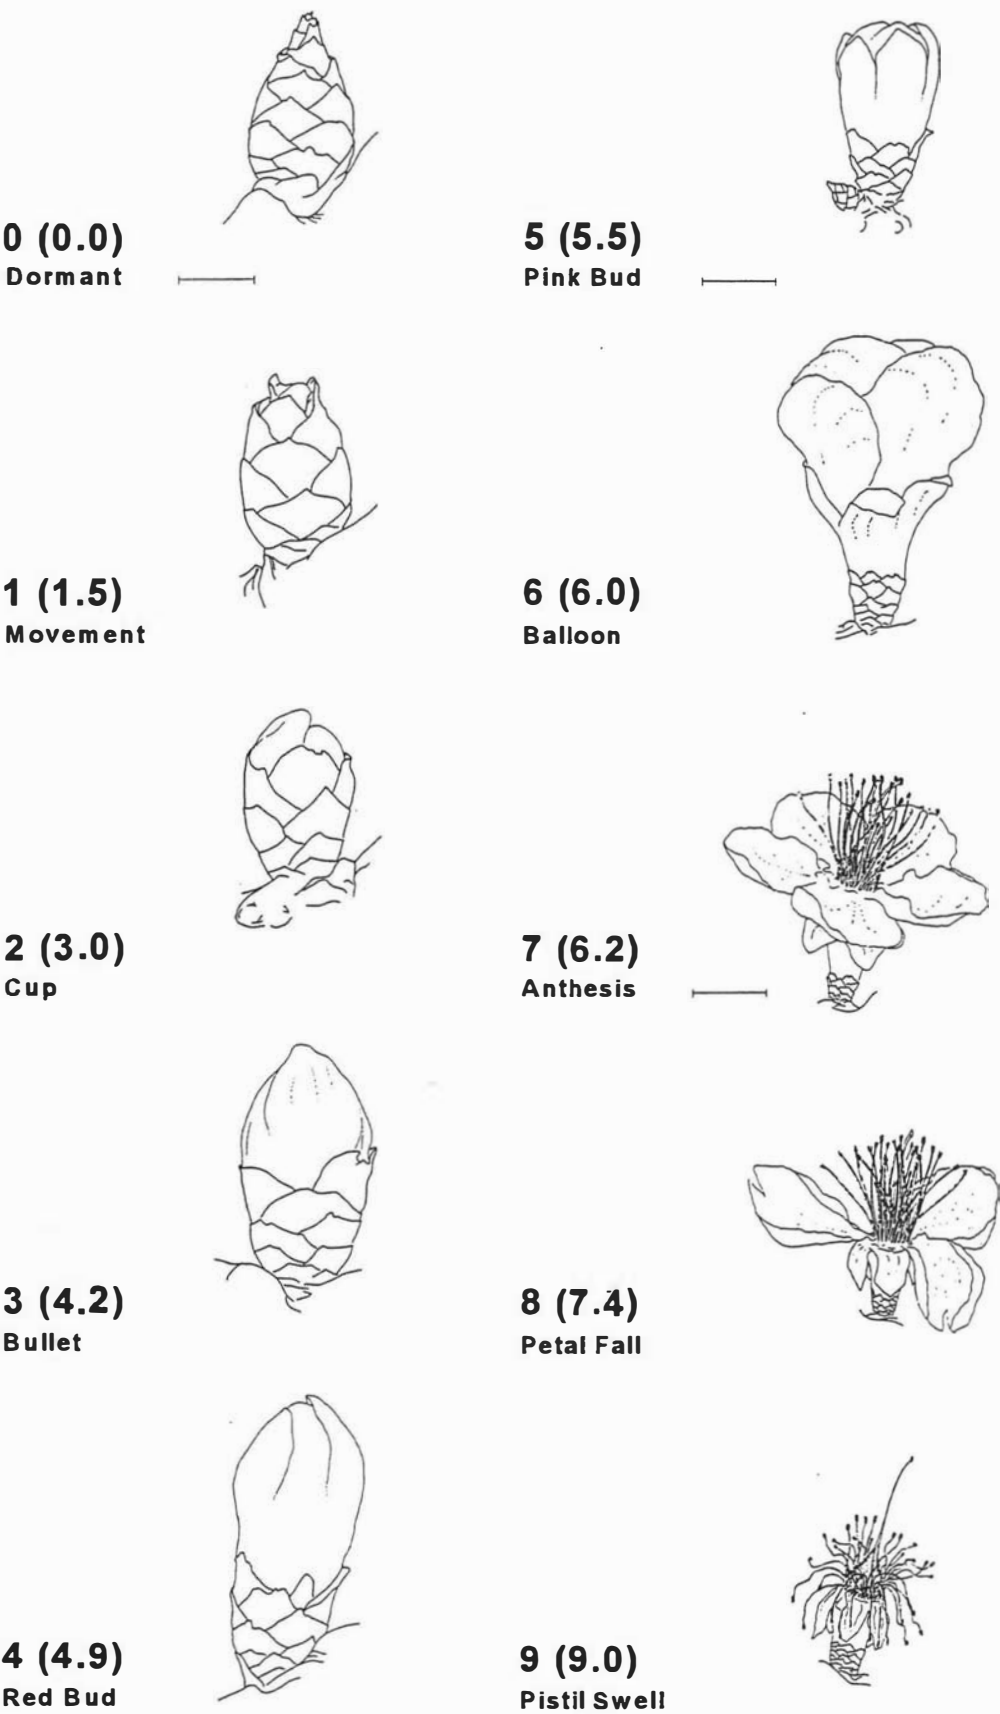 0 (0.0)
Dormant
1 (1.5)
Movement
2 (3.0)
Cup
3 (4.2)
Bullet
4 (4.9)
Red Bud
5 (5.5)
Pink Bud
6 (6.0)
Balloon
7 (6.2)
Anthesis
8 (7.4)
Petal Fall
9 (9.0)
Pistil Swell